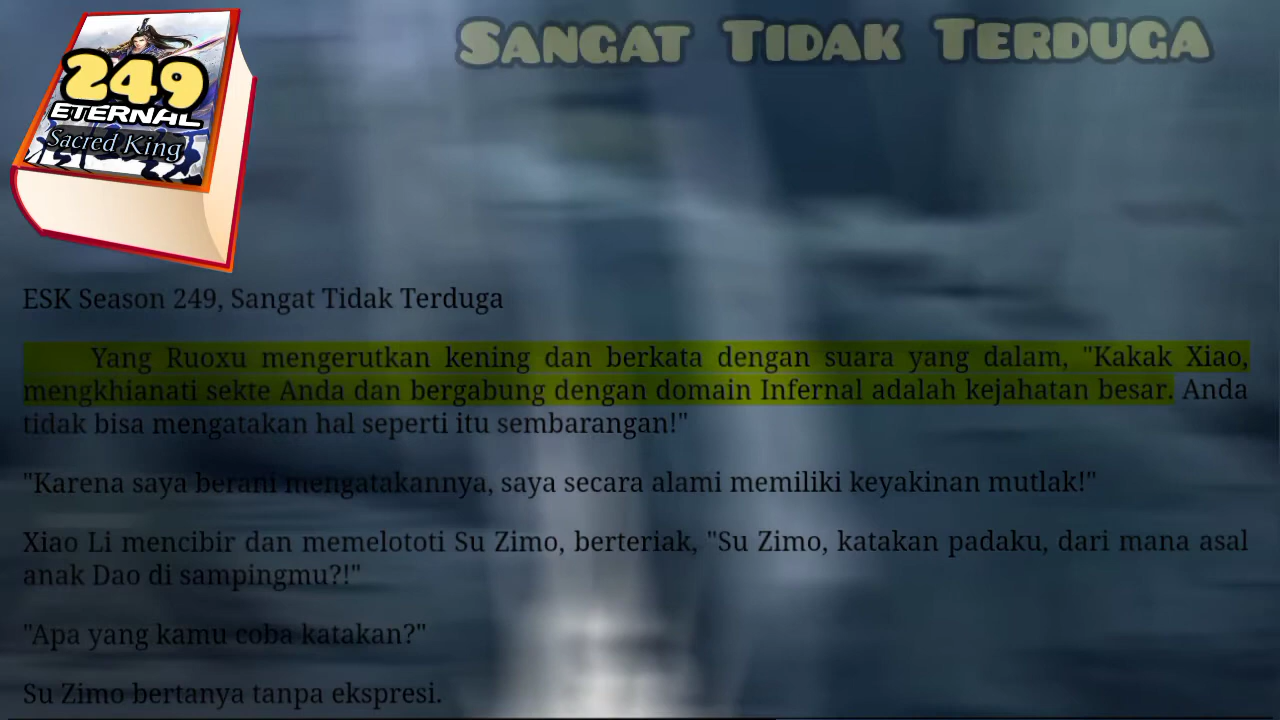 Sangat Tidak Terduga
249
ETERNAL
Sacred King
ESK Season 249, Sangat Tidak Terduga
Yang Ruoxu mengerutkan kening dan berkata dengan suara yang dalam, "Kakak Xiao,
mengkhianati sekte Anda dan bergabung dengan domain Infernal adalah kejahatan besar. Anda
tidak bisa mengatakan hal seperti itu sembarangan!"
"Karena saya berani mengatakannya, saya secara alami memiliki keyakinan mutlak!"
Xiao Li mencibir dan memelototi Su Zimo, berteriak, "Su Zimo, katakan padaku, dari mana asal
anak Dao di sampingmu?!"
"Apa yang kamu coba katakan?"
Su Zimo bertanya tanpa ekspresi.